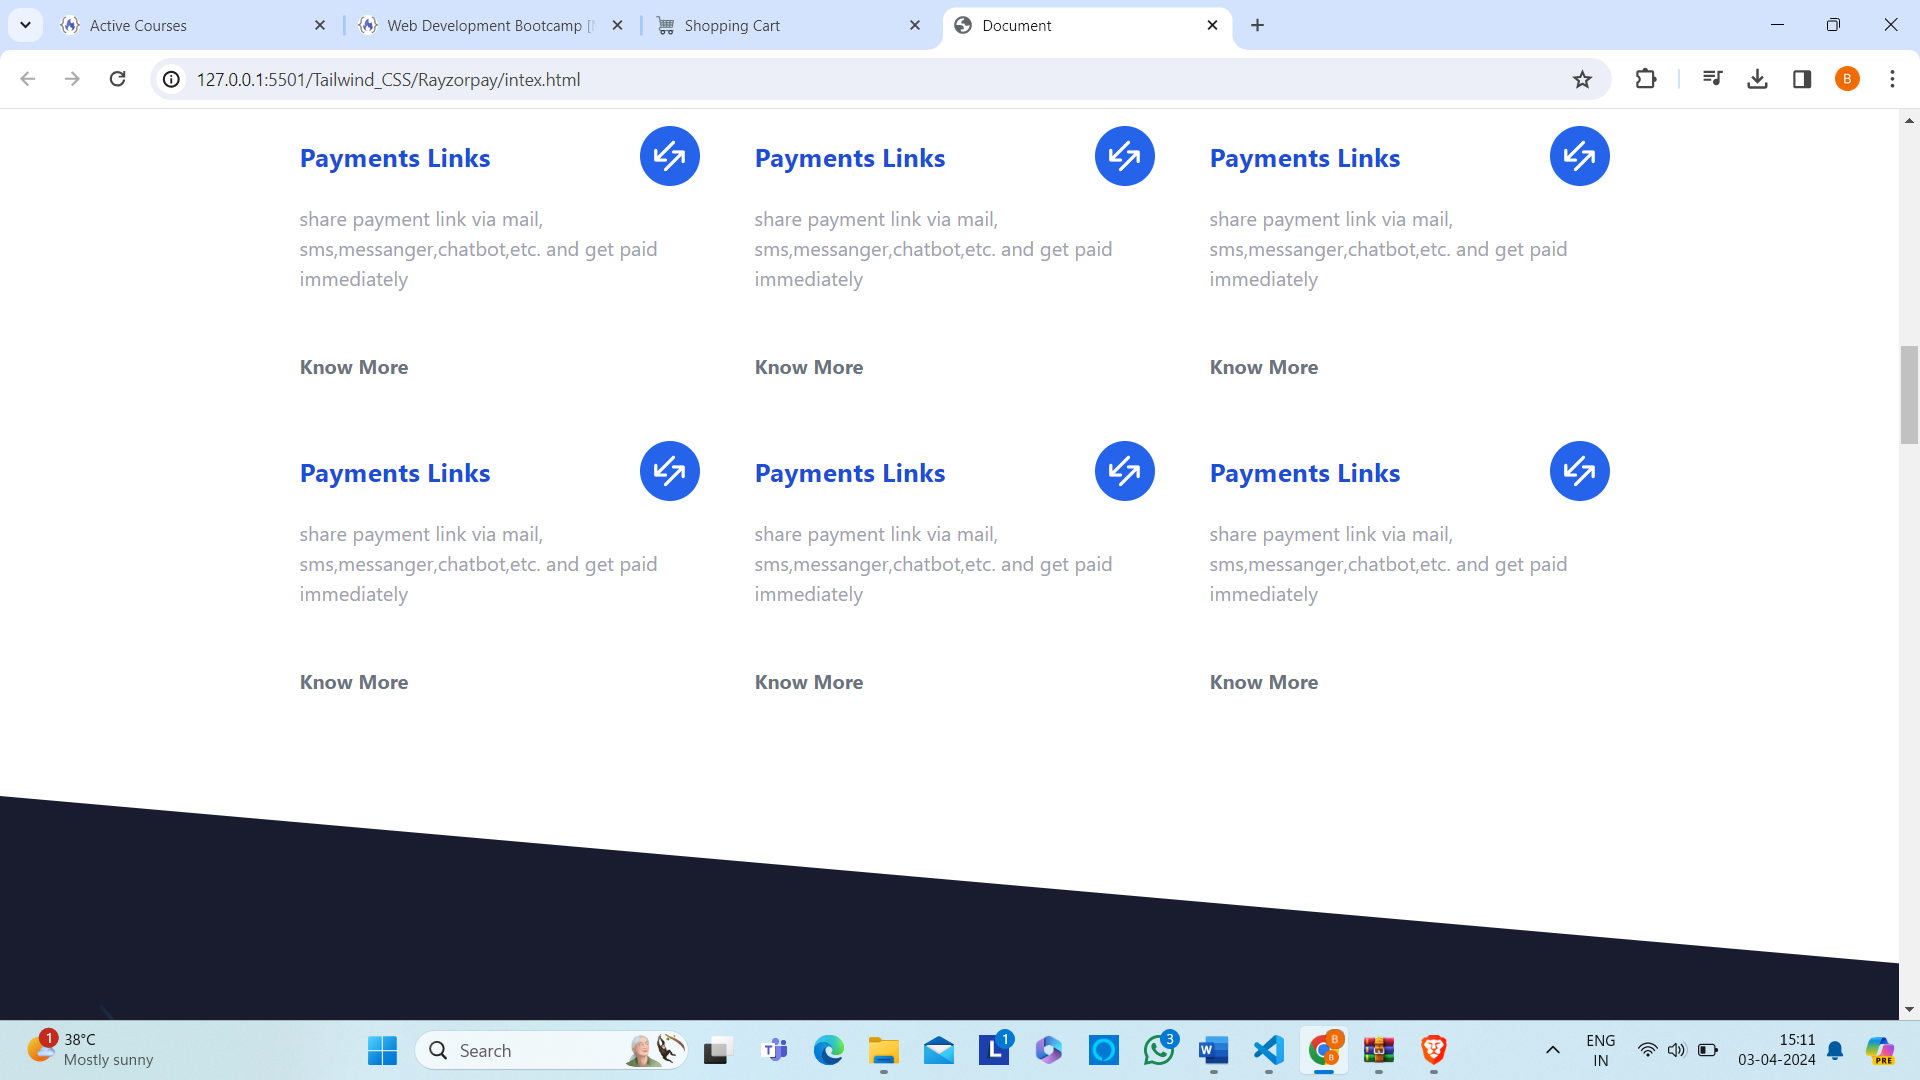 Active Courses
Web Development Bootcamp [
Shopping Cart
Document
127.0.0.1:5501/Tailwind_CSS/Rayzorpay/intex.html
B
Payments Links
Payments Links
Payments Links
share payment link via mail,
sms,messanger,chatbot,etc. and get paid
immediately
share payment link via mail,
sms,messanger,chatbot,etc. and get paid
immediately
share payment link via mail,
sms,messanger,chatbot,etc. and get paid
immediately
Know More
Know More
Know More
Payments Links
Payments Links
Payments Links
share payment link via mail,
sms,messanger,chatbot,etc. and get paid
immediately
share payment link via mail,
sms,messanger,chatbot,etc. and get paid
immediately
share payment link via mail,
sms,messanger,chatbot,etc. and get paid
immediately
Know More
Know More
Know More
1
38°C
Mostly sunny
Search
L
1
3
W
B
B
ENG
IN
15:11
03-04-2024
PRE